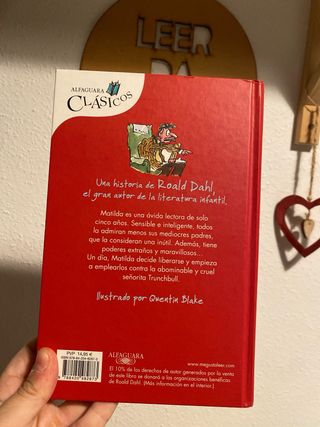 LEER
DA
ALFAGUARA
CLÁSICOS
Una historia de Roald Dahl,
el gran autor de la literatura infantil.
Matilda es una ávida lectora de solo
cinco años. Sensible e inteligente, todos
la admiran menos sus mediocres padres,
que la consideran una inútil. Además, tiene
poderes extraños y maravillosos...
Un día, Matilda decide liberarse y empieza
a emplearlos contra la abominable y cruel
señorita Trunchbull.
Ilustrado por Quentin Blake
PVP 14,95 €
ALFAGUARA
www.megustaleer.com
El 10% de los derechos de autor generados por la venta
de este libro se donará a las organizaciones benéficas
de Roald Dahl. (Más información en el interior.)